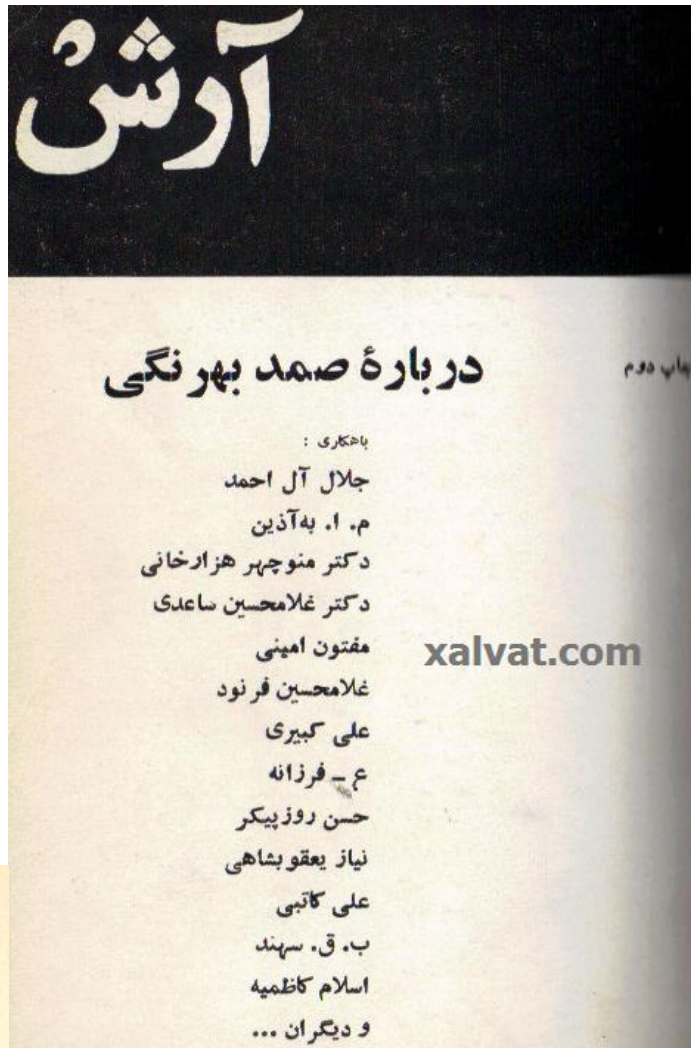 آرش
دربارهٔ صمد بهرنگی
چاپ دوم
باهمکاری :
جلال آل احمد
م. ا. به‌آذین
دکتر منوچهر هزارخانی
دکتر غلامحسین ساعدی
مفتون امینی
xalvat.com
غلامحسین فرنود
علی کبیری
ع ـ فرزانه
حسن روزپیکر
نیاز یعقوبشاهی
علی کاتبی
ب. ق. سهند
اسلام کاظمیه
و دیگران ...